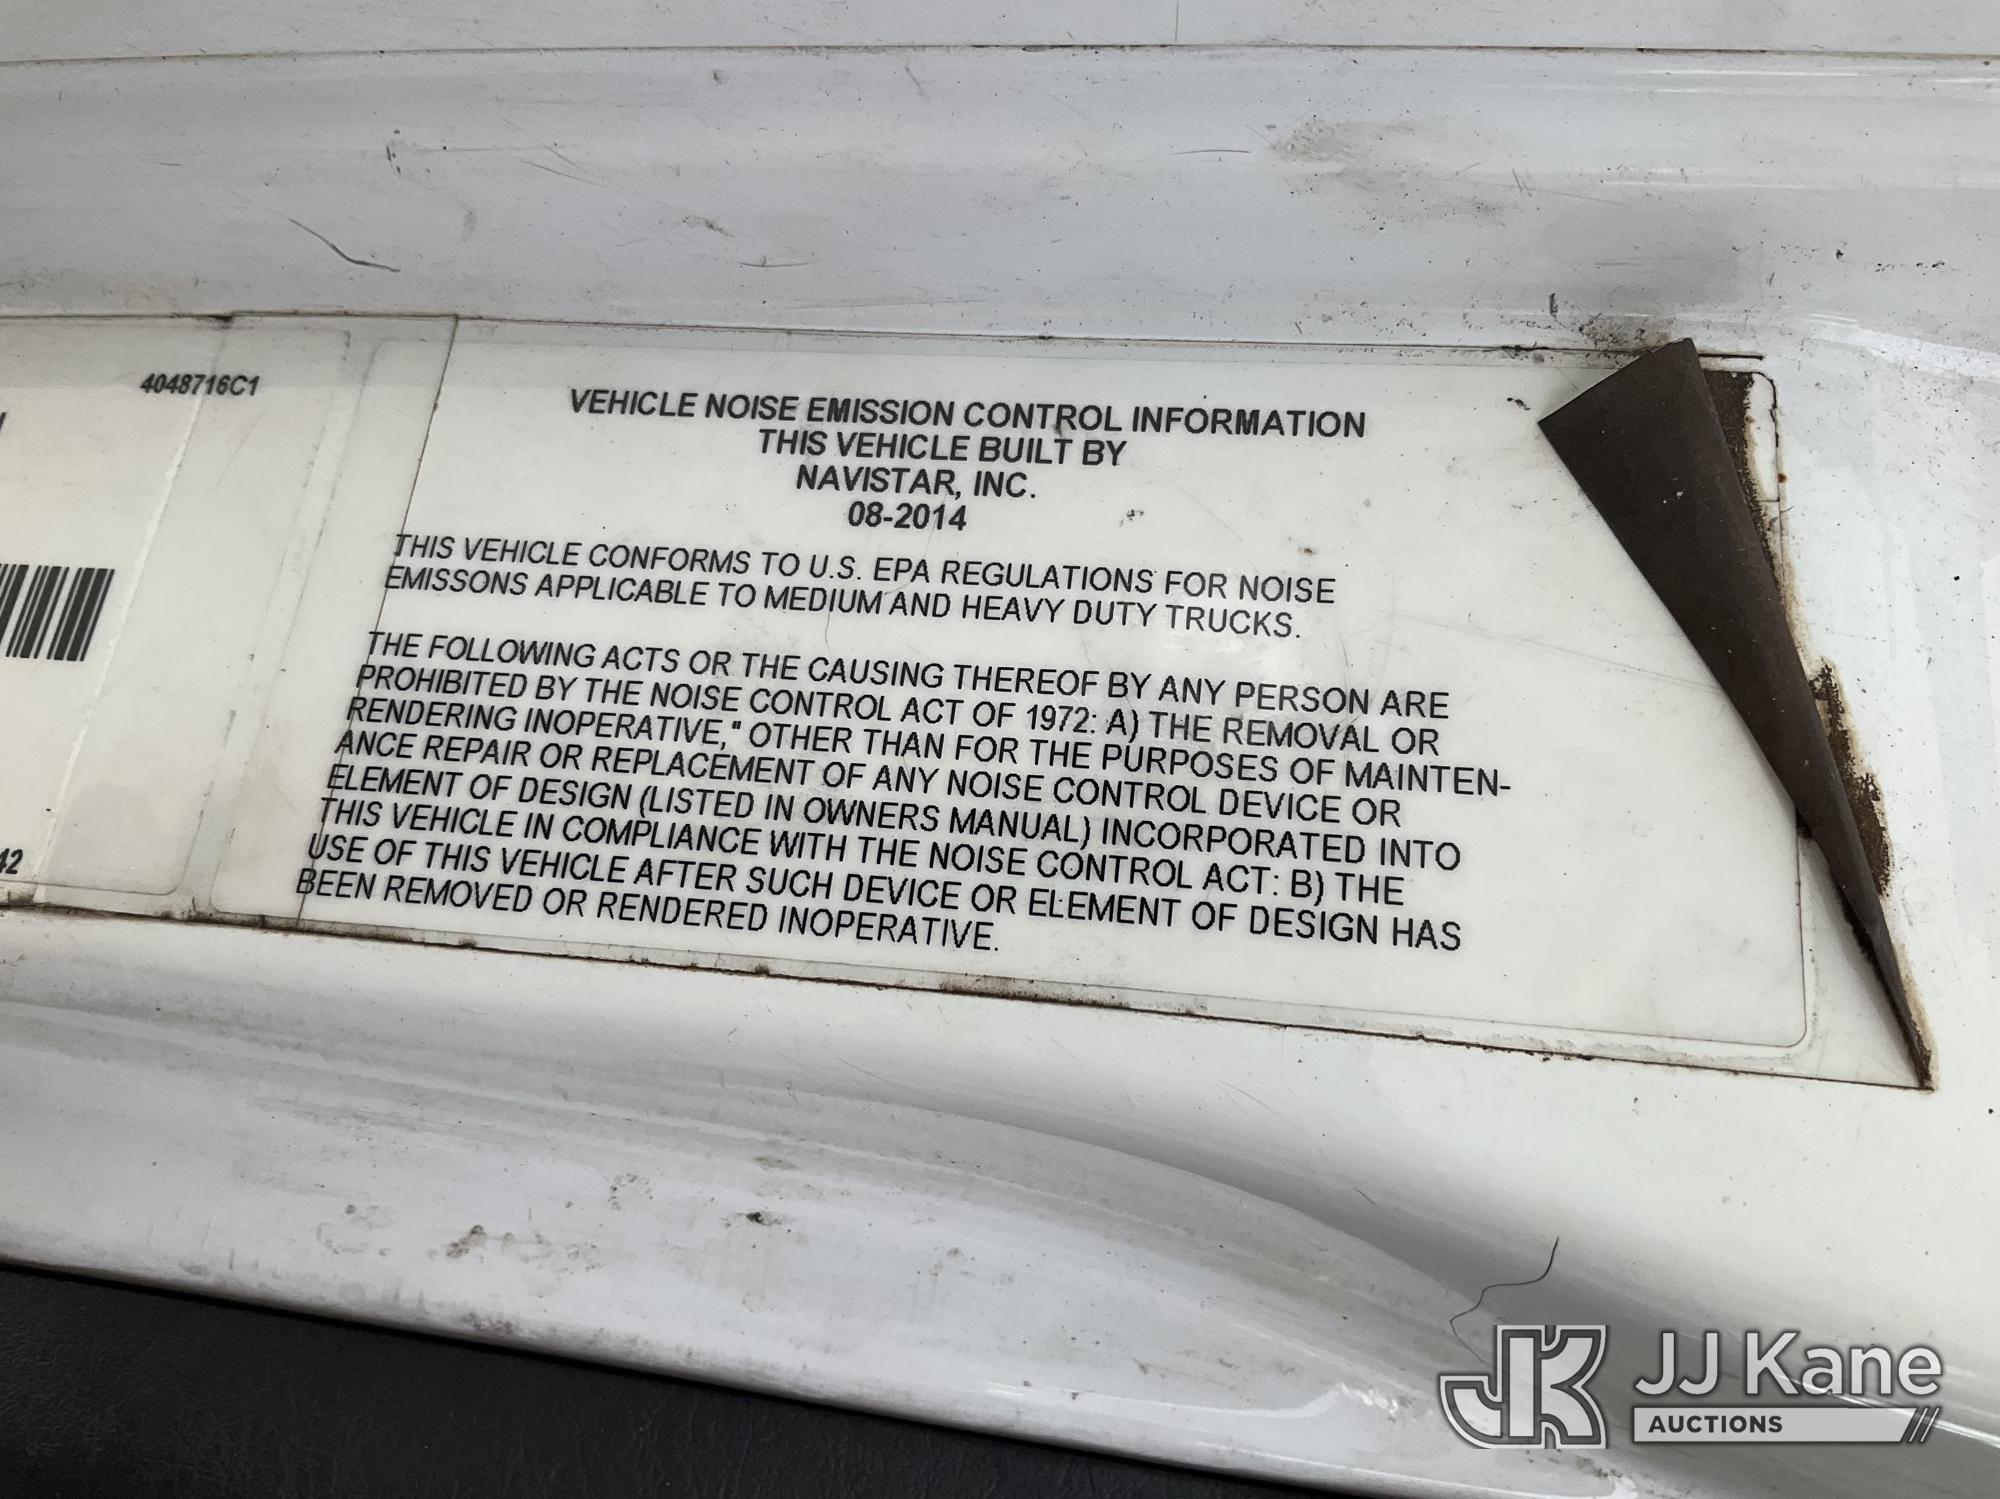 4048716C1
42
VEHICLE NOISE EMISSION CONTROL INFORMATION
THIS VEHICLE BUILT BY
NAVISTAR, INC.
08-2014
THIS VEHICLE CONFORMS TO U.S. EPA REGULATIONS FOR NOISE
EMISSONS APPLICABLE TO MEDIUM AND HEAVY DUTY TRUCKS.
THE FOLLOWING ACTS OR THE CAUSING THEREOF BY ANY PERSON ARE
PROHIBITED BY THE NOISE CONTROL ACT OF 1972: A) THE REMOVAL OR
RENDERING INOPERATIVE," OTHER THAN FOR THE PURPOSES OF MAINTEN-
ANCE REPAIR OR REPLACEMENT OF ANY NOISE CONTROL DEVICE OR
ELEMENT OF DESIGN (LISTED IN OWNERS MANUAL) INCORPORATED INTO
THIS VEHICLE IN COMPLIANCE WITH THE NOISE CONTROL ACT: B) THE
USE OF THIS VEHICLE AFTER SUCH DEVICE OR ELEMENT OF DESIGN HAS
BEEN REMOVED OR RENDERED INOPERATIVE.
JK JJ Kane
AUCTIONS